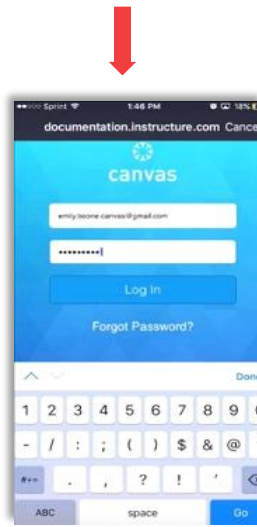 Sprint 1:46 PM 18%
documentation.instructure.com Cance
canvas
emily.boone.canvas@gmail.com
Log In
Forgot Password?
Done
1 2 3 4 5 6 7 8 9 0
- / : ; ( ) $ & @
#+= . , ? ! '
ABC space Go